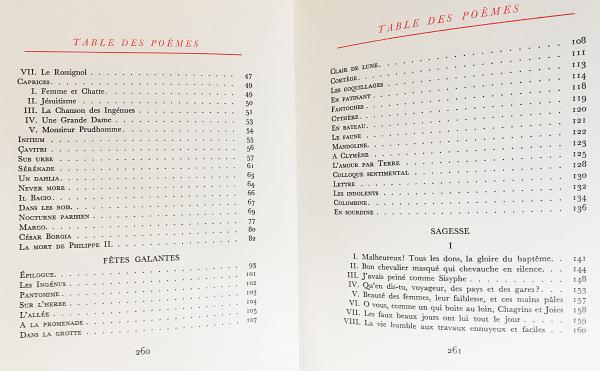 TABLE DES POÈMES
VII. Le Rossignol . . . . . . . . . . 47
Caprices. . . . . . . . . . 49
I. Femme et Chatte . . . . . . . . . . 49
II. Jésuitisme . . . . . . . . . . 50
III. La Chanson des Ingénues . . . . . . . . . . 51
IV. Une Grande Dame . . . . . . . . . . 53
V. Monsieur Prudhomme. . . . . . . . . . 54
Initium . . . . . . . . . . 55
Çavitri . . . . . . . . . . 56
Sub urbe . . . . . . . . . . 57
Sérénade . . . . . . . . . . 61
Un dahlia. . . . . . . . . . 63
Never more . . . . . . . . . . 64
Il Bacio . . . . . . . . . . 66
Dans les bois. . . . . . . . . . 67
Nocturne parisien . . . . . . . . . . 69
Marco. . . . . . . . . . 77
César Borgia . . . . . . . . . . 80
La mort de Philippe II. . . . . . . . . . 82
FÊTES GALANTES
Épilogue. . . . . . . . . . 93
Les Ingénus . . . . . . . . . . 101
Pantomime . . . . . . . . . . 102
Sur l'herbe . . . . . . . . . . 103
L'allée. . . . . . . . . . 104
A la promenade . . . . . . . . . . 105
Dans la grotte . . . . . . . . . . 107
260
TABLE DES POÈMES
Clair de lune. . . . . . . . . . 108
Cortège. . . . . . . . . . 111
Les coquillages . . . . . . . . . . 113
En patinant . . . . . . . . . . 114
Fantoches . . . . . . . . . . 118
Cythère. . . . . . . . . . 119
En bateau. . . . . . . . . . 120
Le faune . . . . . . . . . . 121
Mandoline. . . . . . . . . . 122
A Clymène . . . . . . . . . . 123
L'amour par Terre . . . . . . . . . . 125
Colloque sentimental . . . . . . . . . . 128
Lettre . . . . . . . . . . 130
Les indolents . . . . . . . . . . 132
Colombine. . . . . . . . . . 134
En sourdine . . . . . . . . . . 136
SAGESSE
I
I. Malheureux! Tous les dons, la gloire du baptême. . 141
II. Bon chevalier masqué qui chevauche en silence. . . 144
III. J'avais peiné comme Sisyphe . . . . . . . . . . 148
IV. Qu'en dis-tu, voyageur, des pays et des gares?. . . . 153
V. Beauté des femmes, leur faiblesse, et ces mains pâles 157
VI. O vous, comme un qui boite au loin, Chagrins et Joies 158
VII. Les faux beaux jours ont lui tout le jour . . . . . 159
VIII. La vie humble aux travaux ennuyeux et faciles . . . 160
261